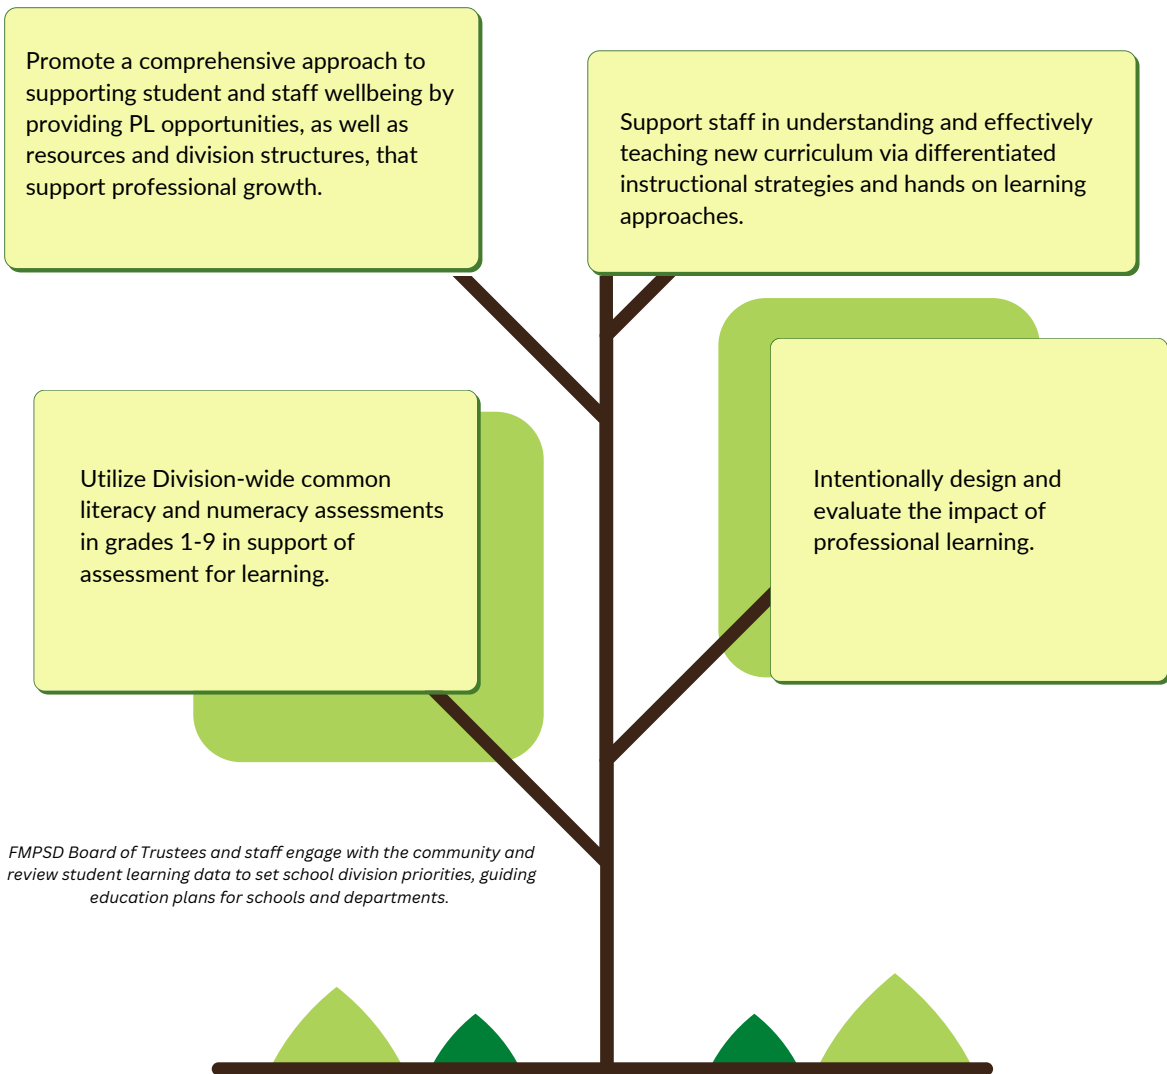 Promote a comprehensive approach to
supporting student and staff wellbeing by
providing PL opportunities, as well as
resources and division structures, that
support professional growth.
Support staff in understanding and effectively
teaching new curriculum via differentiated
instructional strategies and hands on learning
approaches.
Utilize Division-wide common
literacy and numeracy assessments
in grades 1-9 in support of
assessment for learning.
Intentionally design and
evaluate the impact of
professional learning.
FMPSD Board of Trustees and staff engage with the community and
review student learning data to set school division priorities, guiding
education plans for schools and departments.